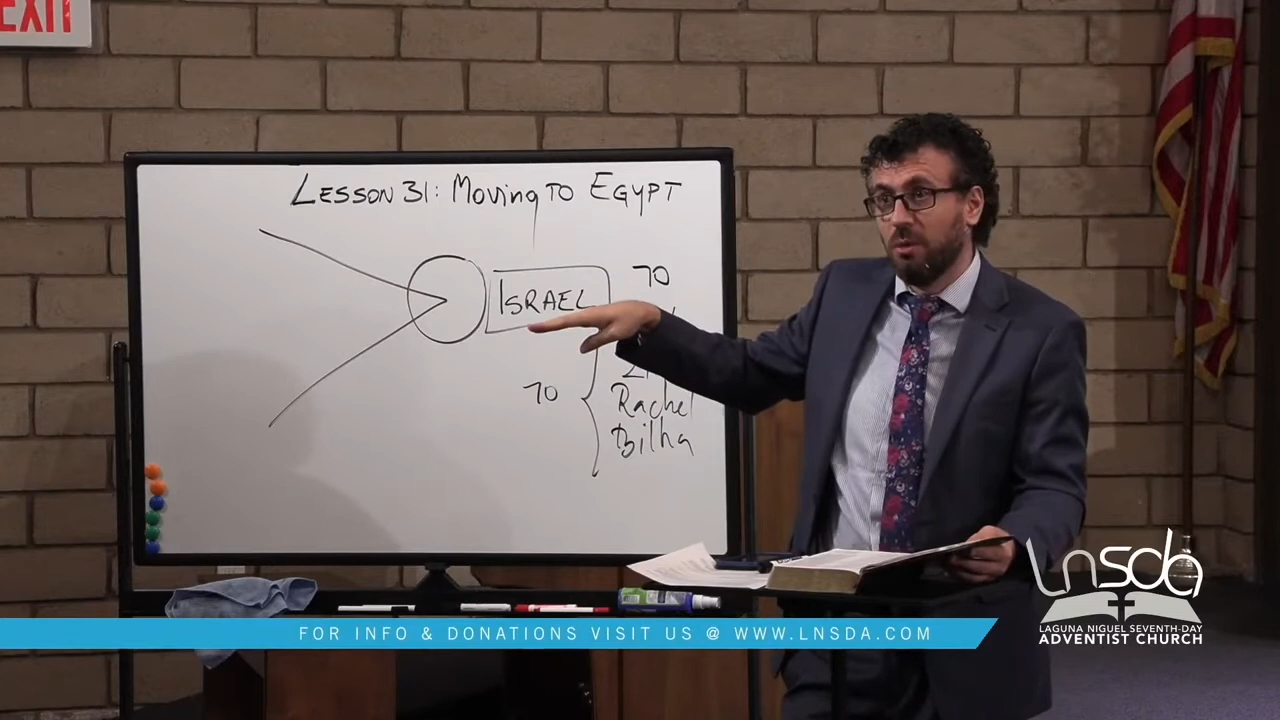 EXIT
LESSON 31: MOVING TO EGYPT
ISRAEL
70
70
Rachel
Bilha
FOR INFO & DONATIONS VISIT US @ WWW.LNSDA.COM
LNSDA
LAGUNA NIGUEL SEVENTH-DAY
ADVENTIST CHURCH